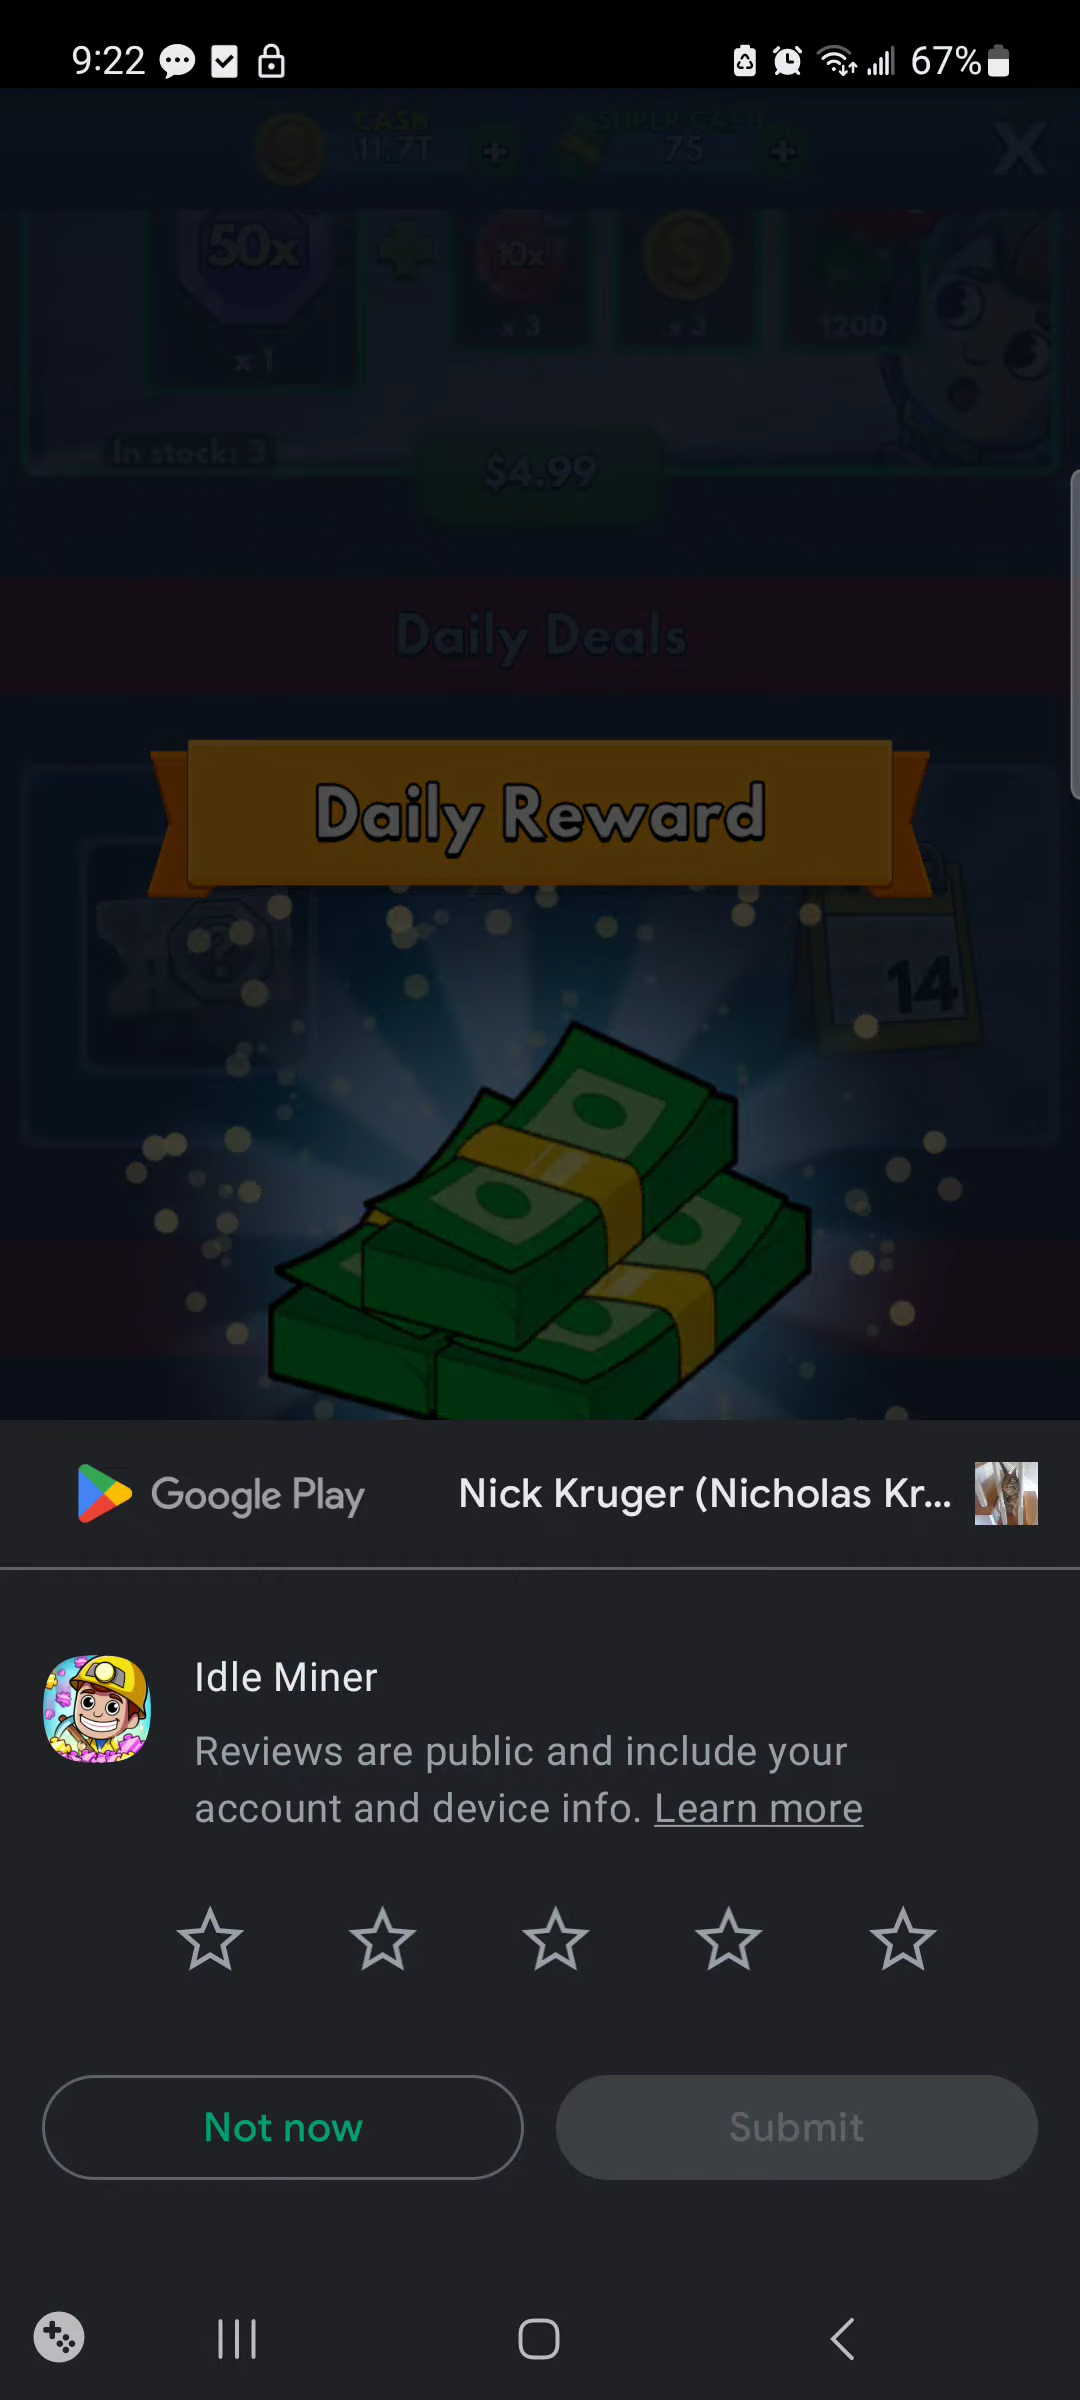 9:22
67%
CASH
11.7T
SUPER CASH
75
X
50x
10x
x 1
x 3
x 3
1200
In stock: 3
$4.99
Daily Deals
Daily Reward
14
Google Play
Nick Kruger (Nicholas Kr...
Idle Miner
Reviews are public and include your
account and device info. Learn more
Not now
Submit